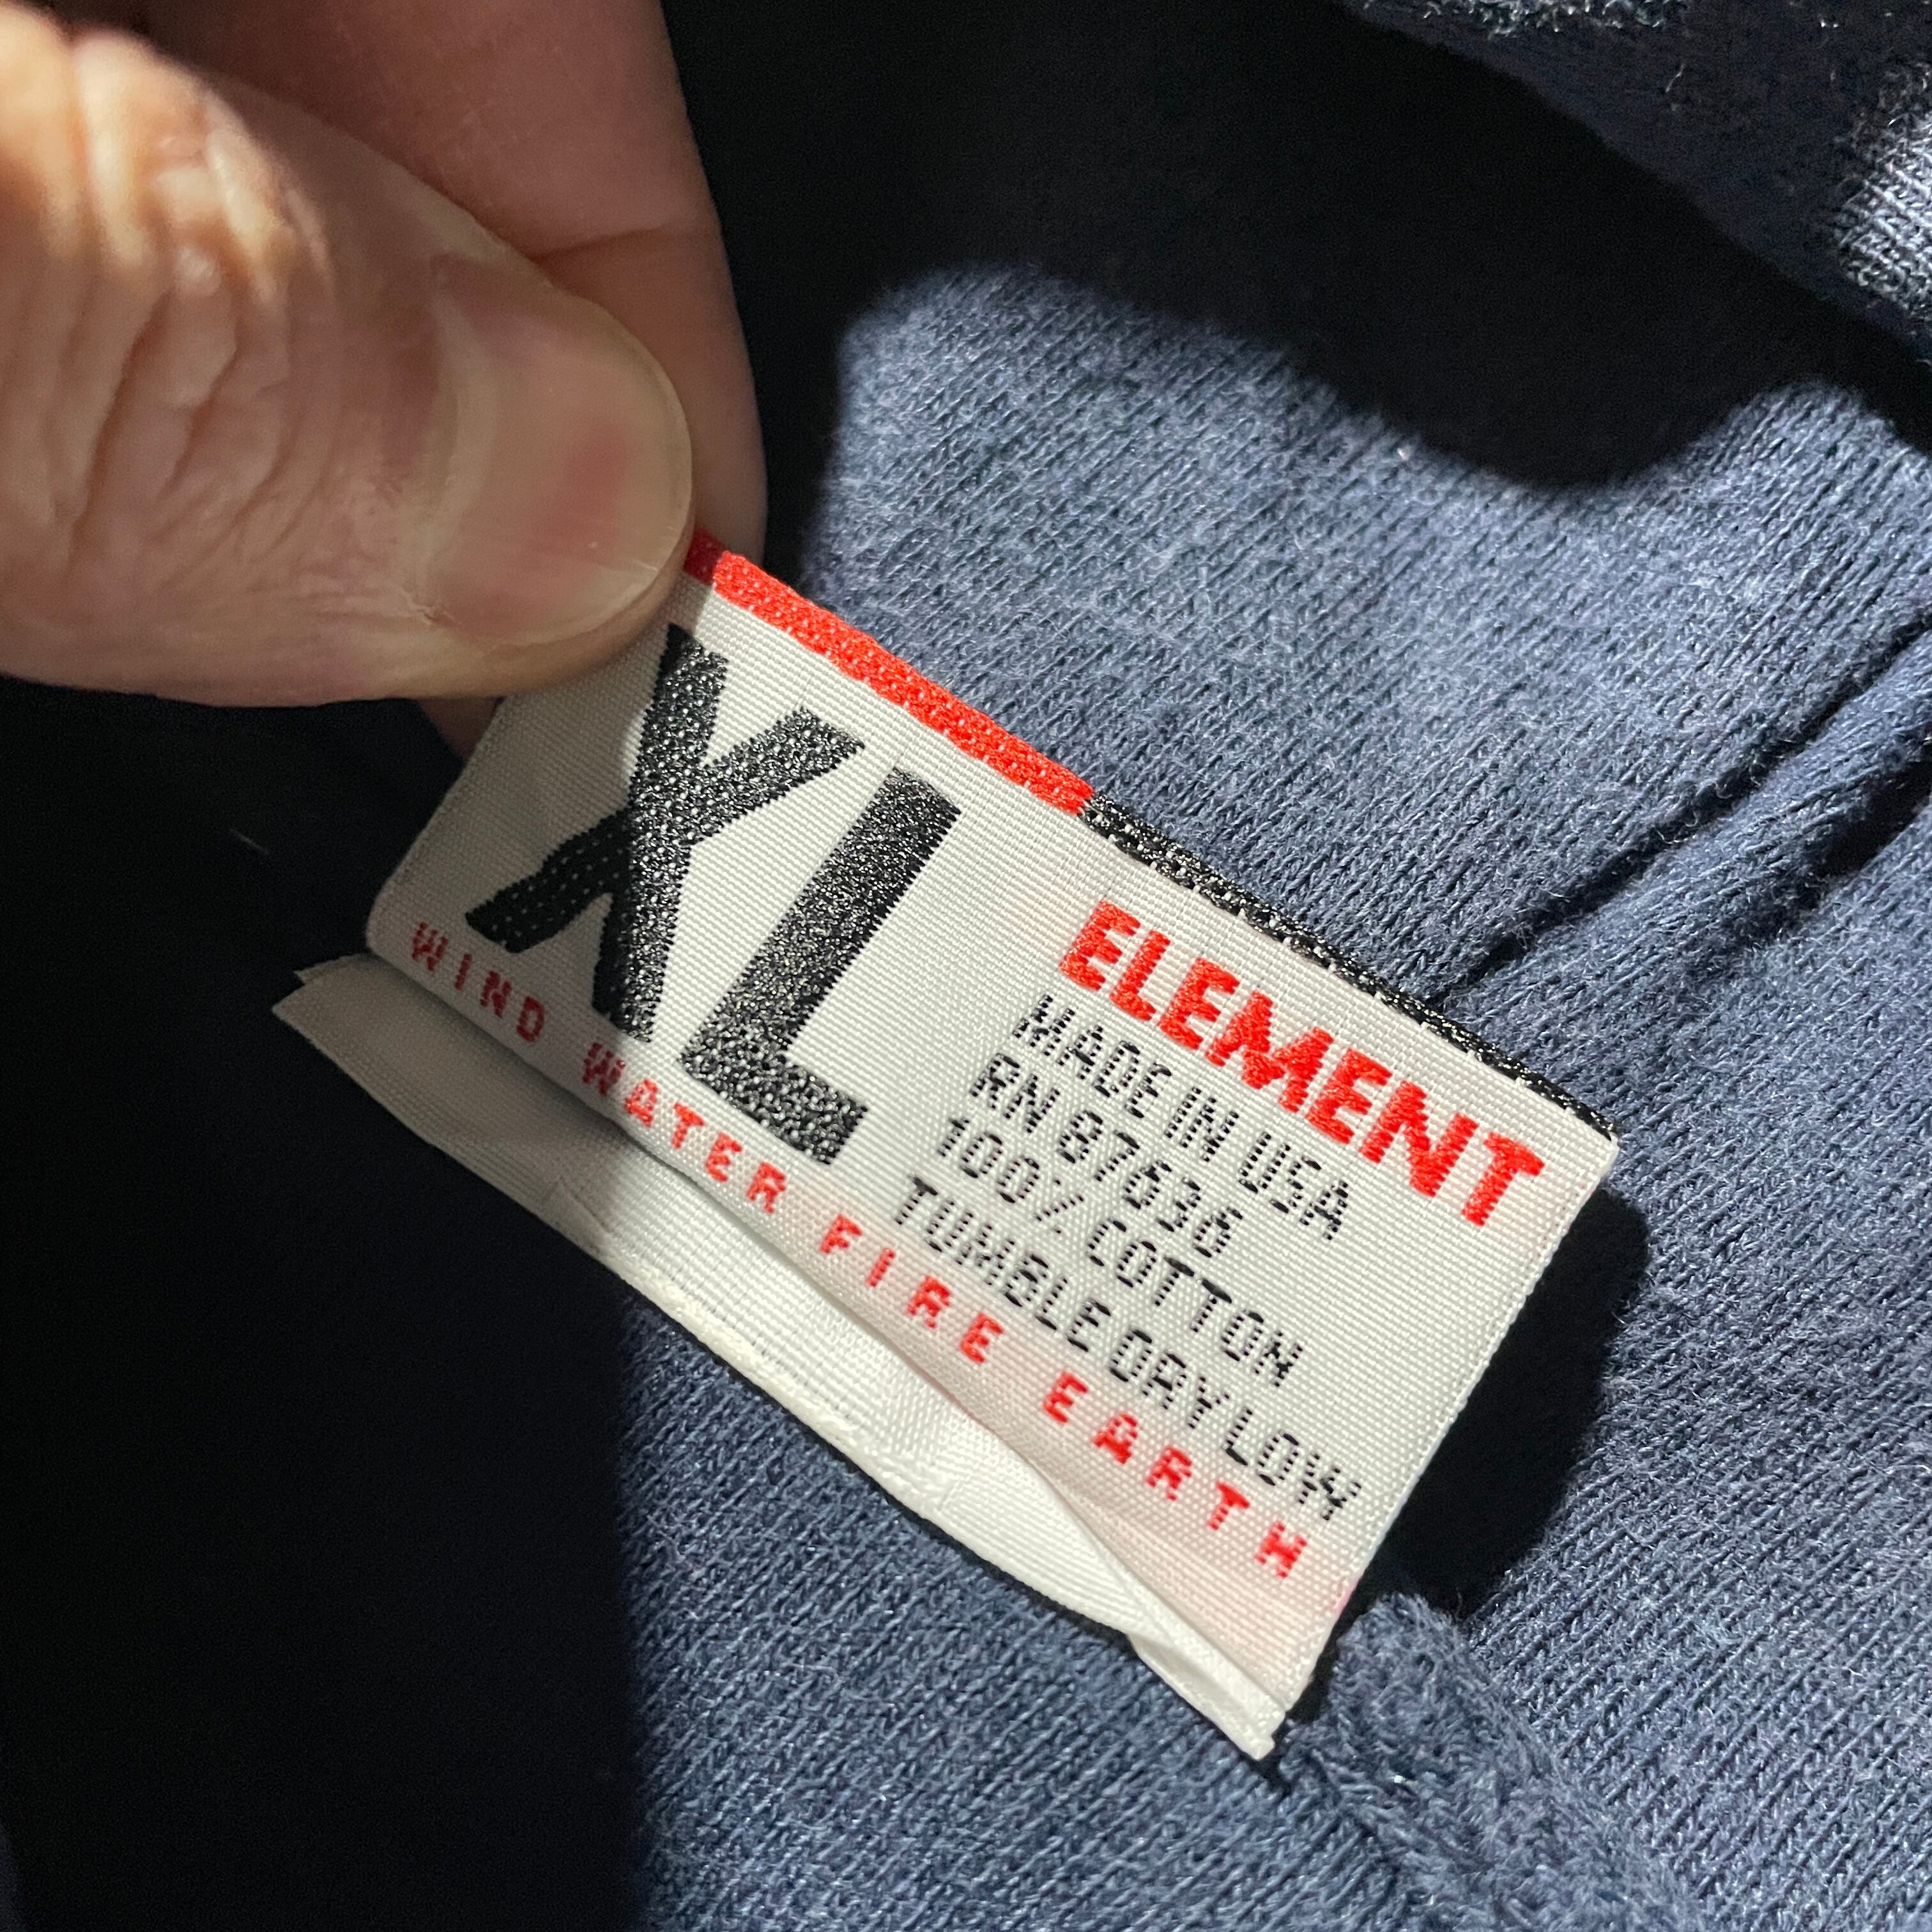 XL
ELEMENT
MADE IN USA
RN 87636
100% COTTON
TUMBLE DRY LOW
WIND WATER FIRE EARTH